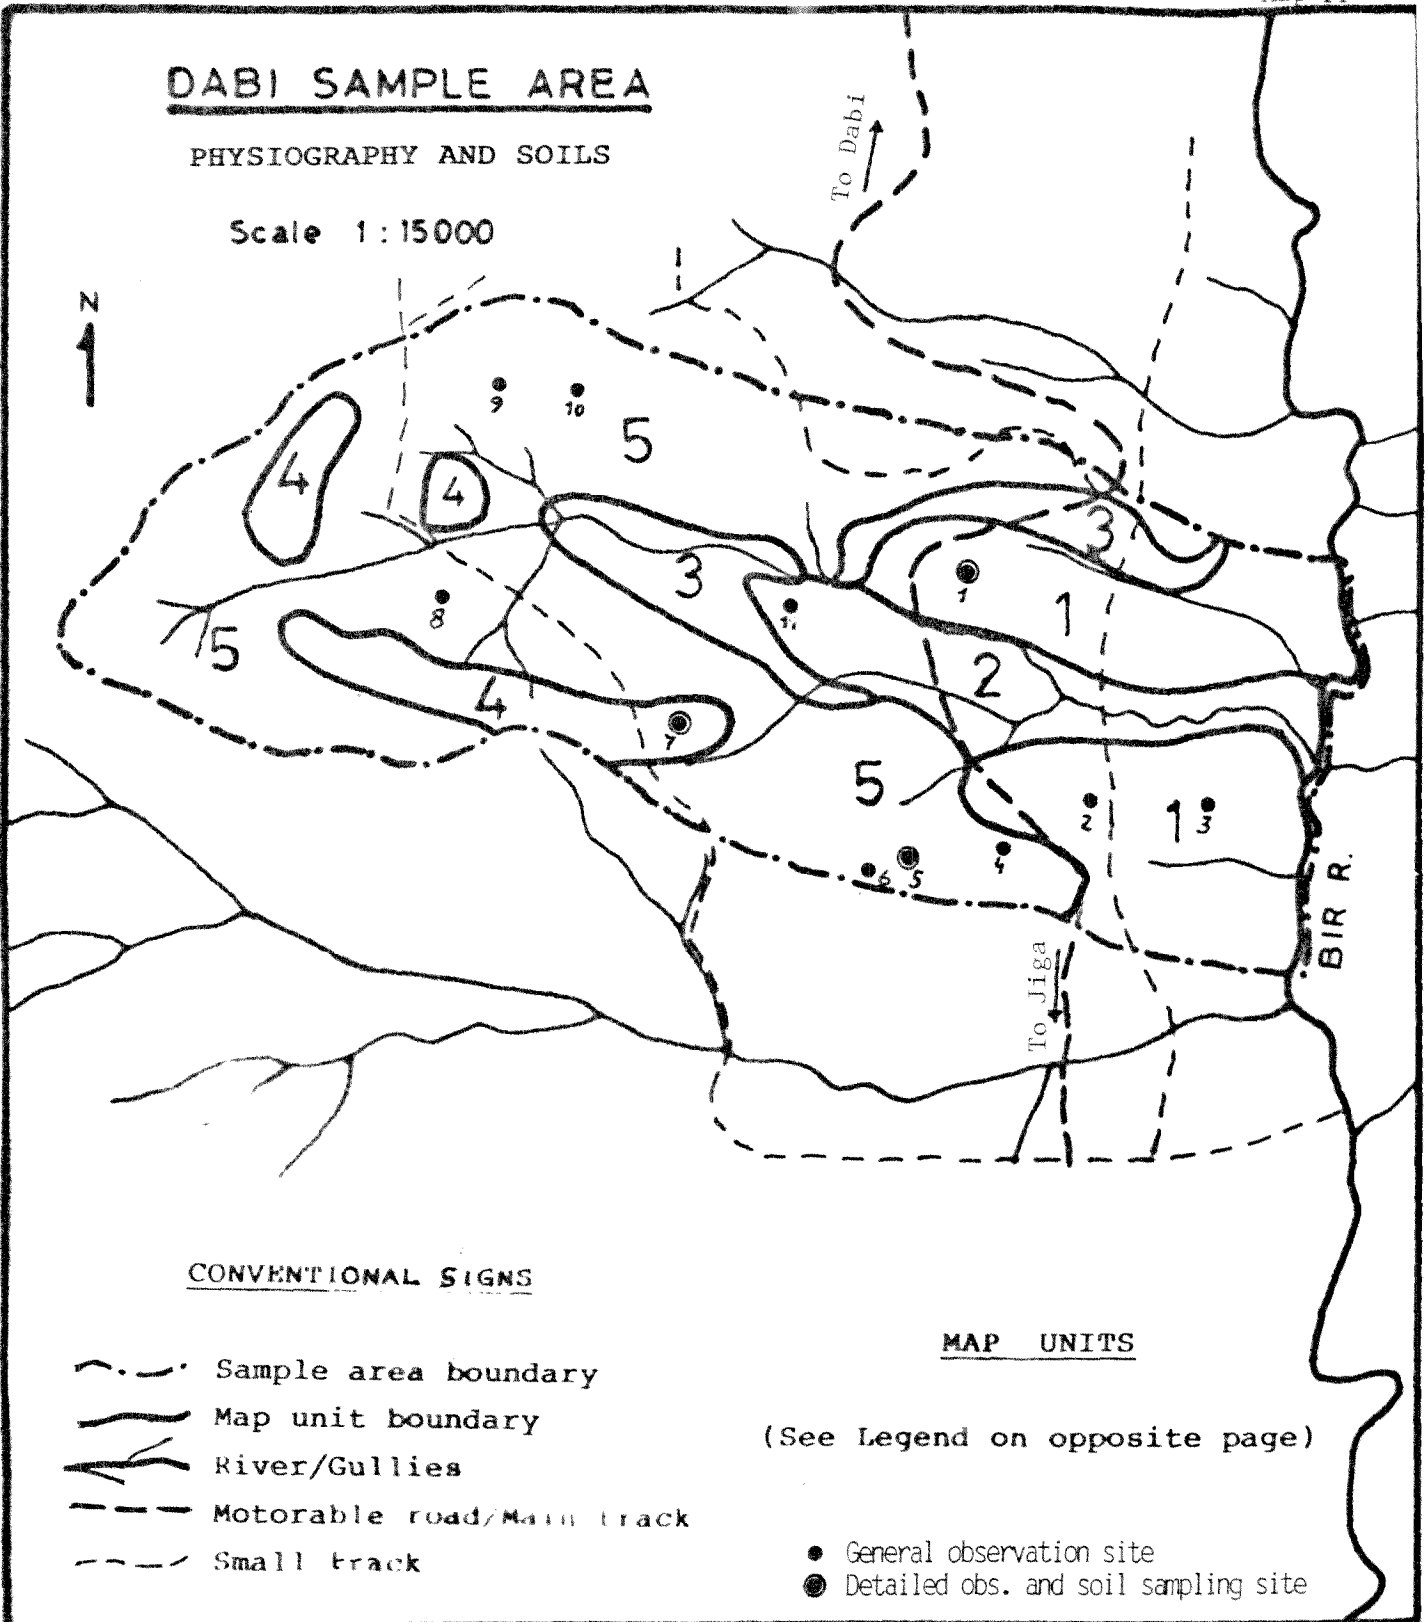 DABI SAMPLE AREA
PHYSIOGRAPHY AND SOILS
Scale 1:15000
N
To Dabi
9
10
5
4
4
3
3
1
1
11
8
5
2
4
7
5
2
1
3
4
6
5
BIR R.
To Jiga
CONVENTIONAL SIGNS
Sample area boundary
Map unit boundary
River/Gullies
Motorable road/Main track
Small track
MAP UNITS
(See Legend on opposite page)
General observation site
Detailed obs. and soil sampling site